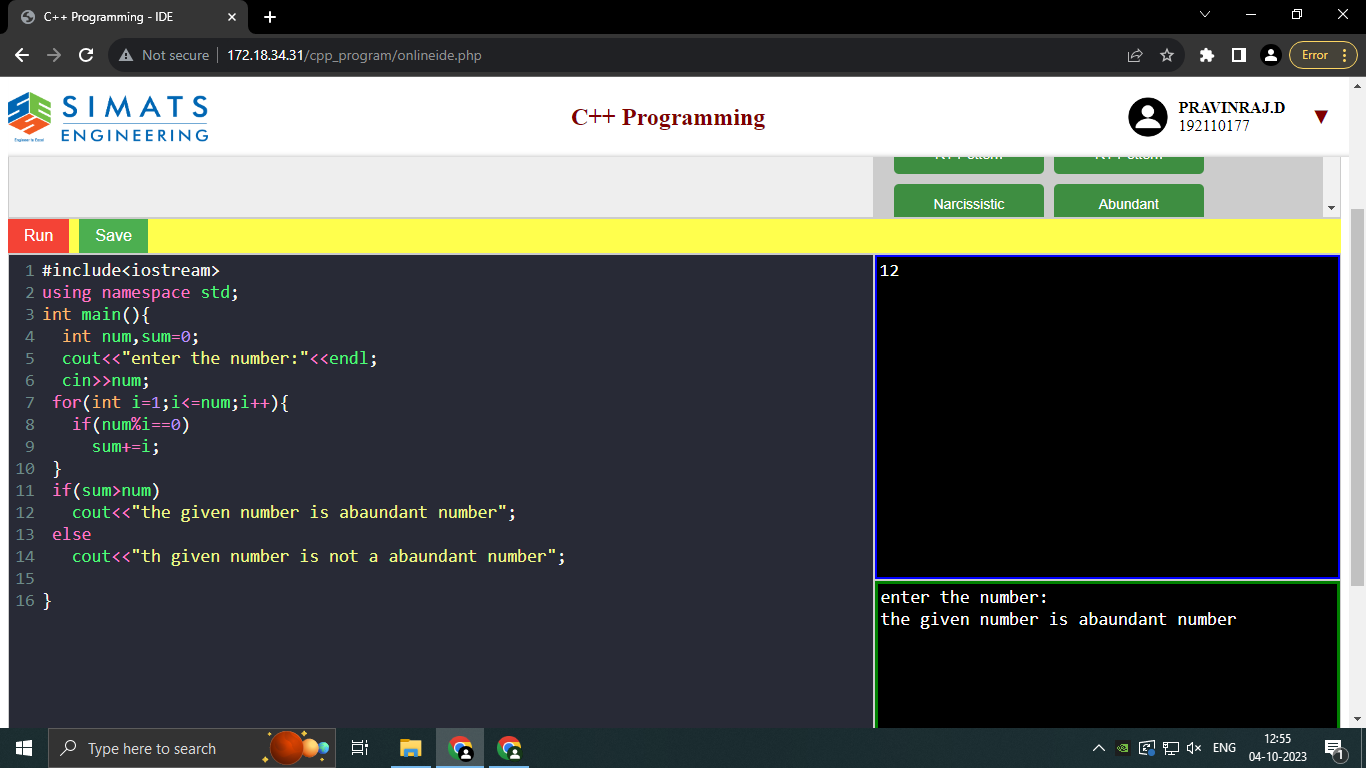 C++ Programming - IDE
Not secure
172.18.34.31/cpp_program/onlineide.php
Error
SIMATS
ENGINEERING
C++ Programming
PRAVINRAJ.D
192110177
Narcissistic
Abundant
Run
Save
1 #include<iostream>
2 using namespace std;
3 int main(){
4 int num,sum=0;
5 cout<<"enter the number:"<<endl;
6 cin>>num;
7 for(int i=1;i<=num;i++){
8 if(num%i==0)
9 sum+=i;
10 }
11 if(sum>num)
12 cout<<"the given number is abaundant number";
13 else
14 cout<<"th given number is not a abaundant number";
15
16 }
12
enter the number:
the given number is abaundant number
Type here to search
ENG
12:55
04-10-2023
1